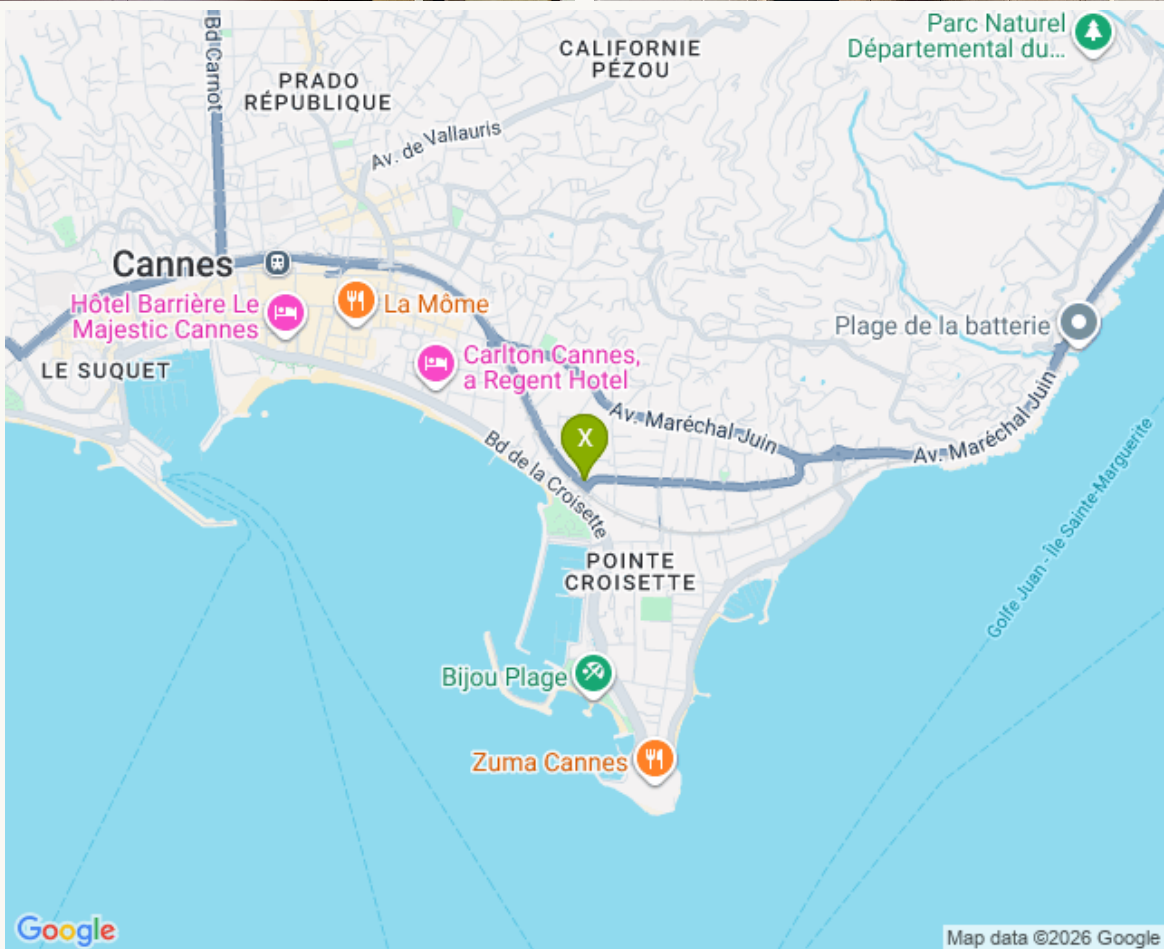 Parc Naturel
Départemental du...
CALIFORNIE
PÉZOU
Bd Carnot
PRADO
RÉPUBLIQUE
Av. de Vallauris
Cannes
Hôtel Barrière Le
Majestic Cannes
La Môme
Plage de la batterie
LE SUQUET
Carlton Cannes,
a Regent Hotel
Av. Maréchal Juin
Av. Maréchal Juin
X
Bd de la Croisette
Golfe Juan - Île Sainte-Marguerite
POINTE
CROISETTE
Bijou Plage
Zuma Cannes
Google
Map data ©2026 Google